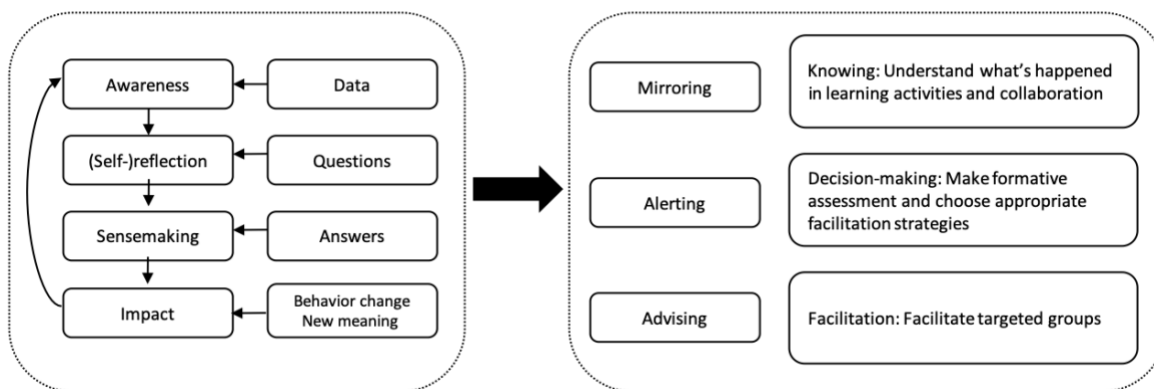 Awareness
Data
(Self-)reflection
Questions
Sensemaking
Answers
Impact
Behavior change
New meaning
Mirroring
Knowing: Understand what's happened
in learning activities and collaboration
Alerting
Decision-making: Make formative
assessment and choose appropriate
facilitation strategies
Advising
Facilitation: Facilitate targeted groups